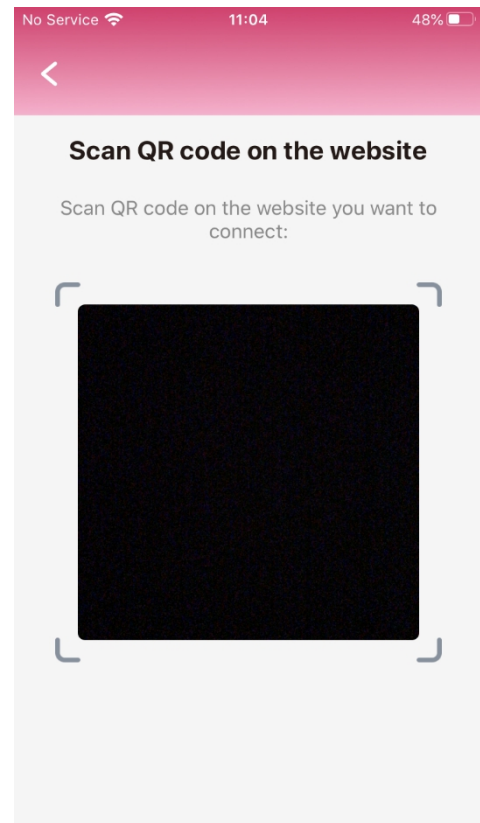 No Service 11:04 48%
Scan QR code on the website
Scan QR code on the website you want to
connect: